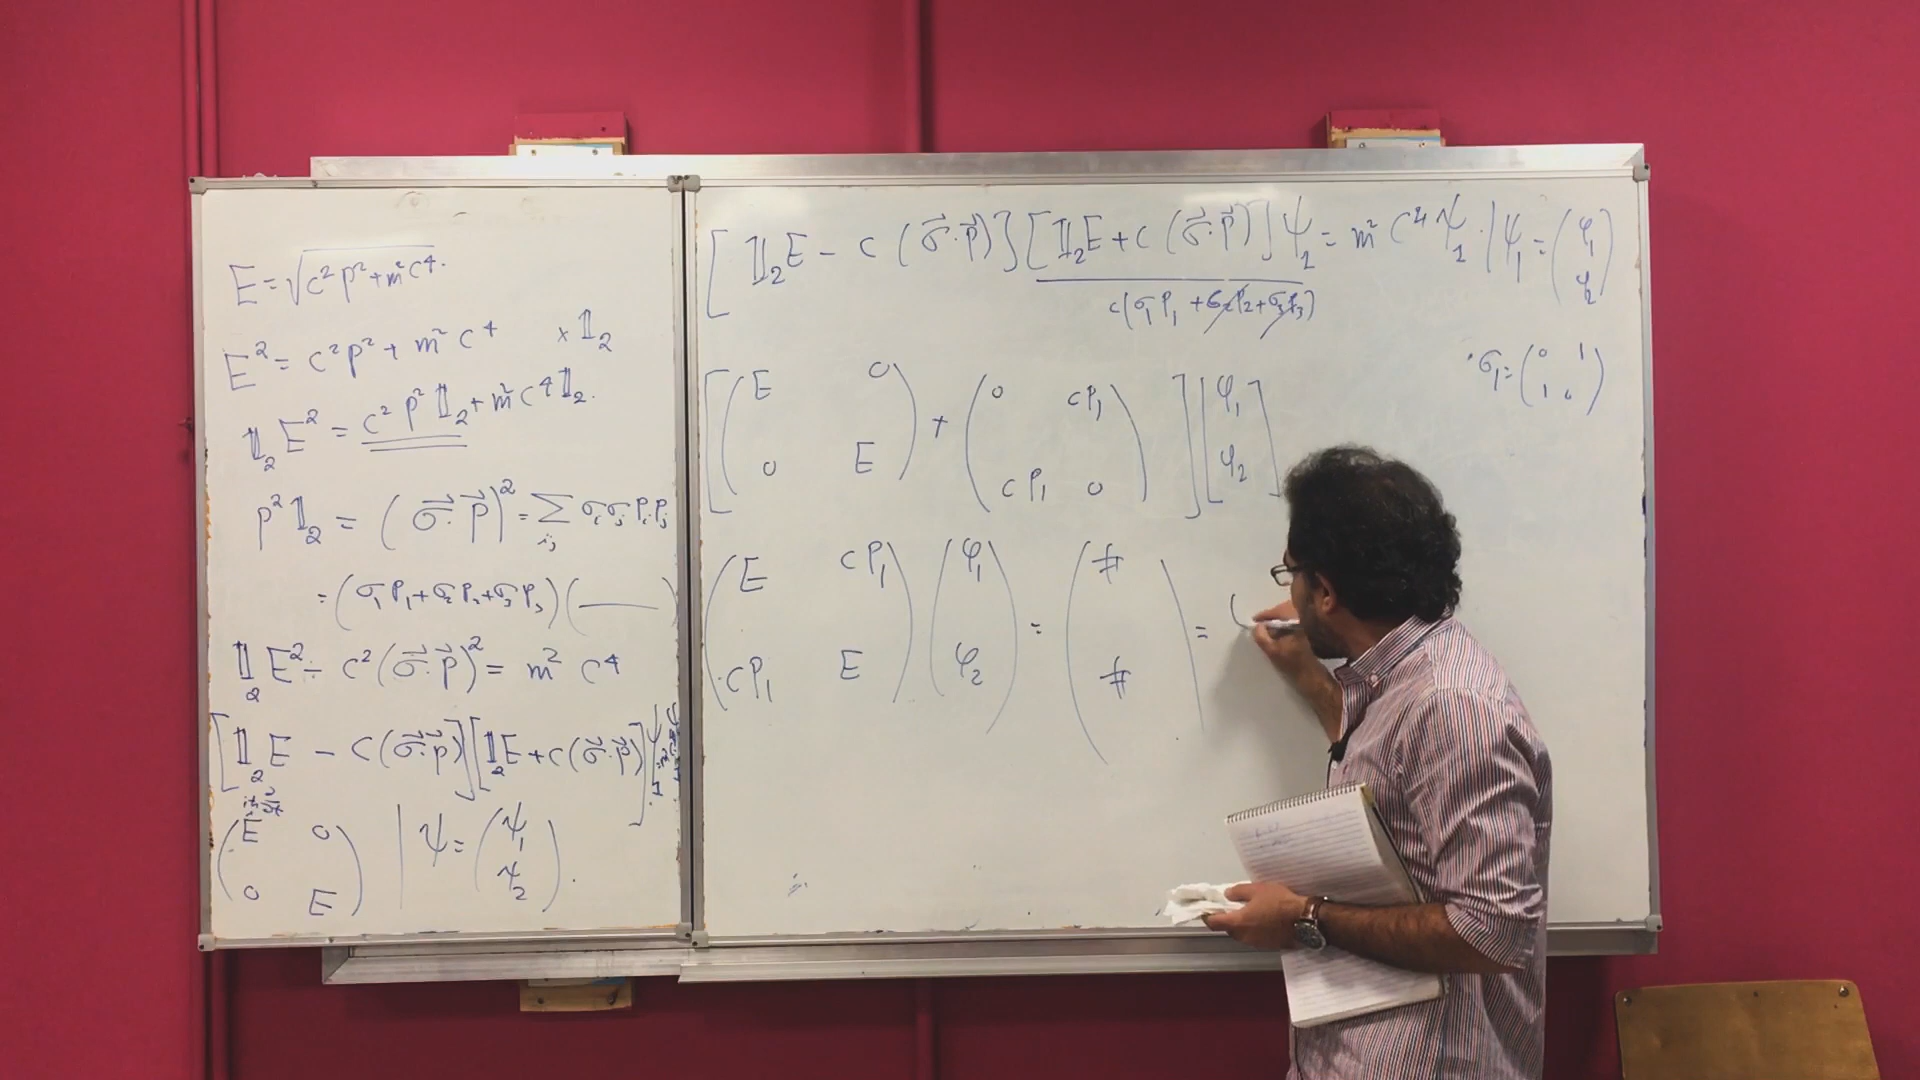 E = √(c²p² + m²c⁴) .
E² = c²p² + m²c⁴ × 𝟙₂
𝟙₂E² = c²p²𝟙₂ + m²c⁴𝟙₂ .
p²𝟙₂ = (σ⃗·p⃗)² = Σ_{i,j} σᵢσⱼPᵢPⱼ
= (σ₁P₁ + σ₂P₂ + σ₃P₃)(———)
𝟙₂E² − c²(σ⃗·p⃗)² = m²c⁴
[𝟙₂E − c(σ⃗·p⃗)][𝟙₂E + c(σ⃗·p⃗)]
(E 0
0 E) | ψ = (ψ₁
ψ₂) .
[𝟙₂E − c(σ⃗·p⃗)][𝟙₂E + c(σ⃗·p⃗)]ψ₁ = m²c⁴ψ₁ . | ψ₁ = (φ₁
φ₂)
c(σ₁P₁ + σ₂P₂ + σ₃P₃)
· σ₁ = (0 1
1 0)
[(E 0
0 E) + (0 cP₁
cP₁ 0)][φ₁
φ₂]
(E cP₁
cP₁ E)(φ₁
φ₂) = (#
#) = (